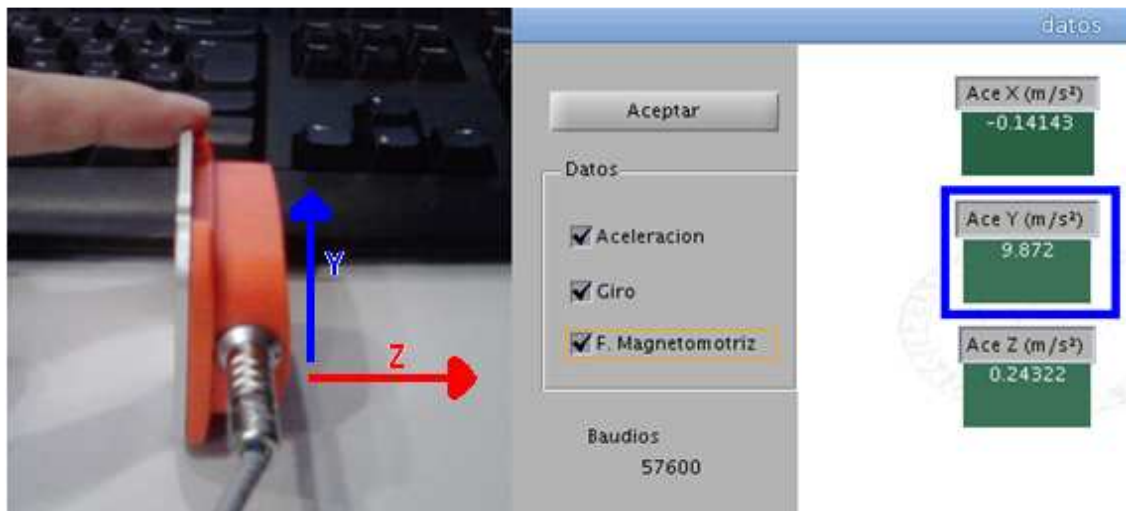 datos
Aceptar
Datos
Aceleracion
Giro
F. Magnetomotriz
Baudios
57600
Ace X (m/s²)
-0.14143
Ace Y (m/s²)
9.872
Ace Z (m/s²)
0.24322
Y
Z